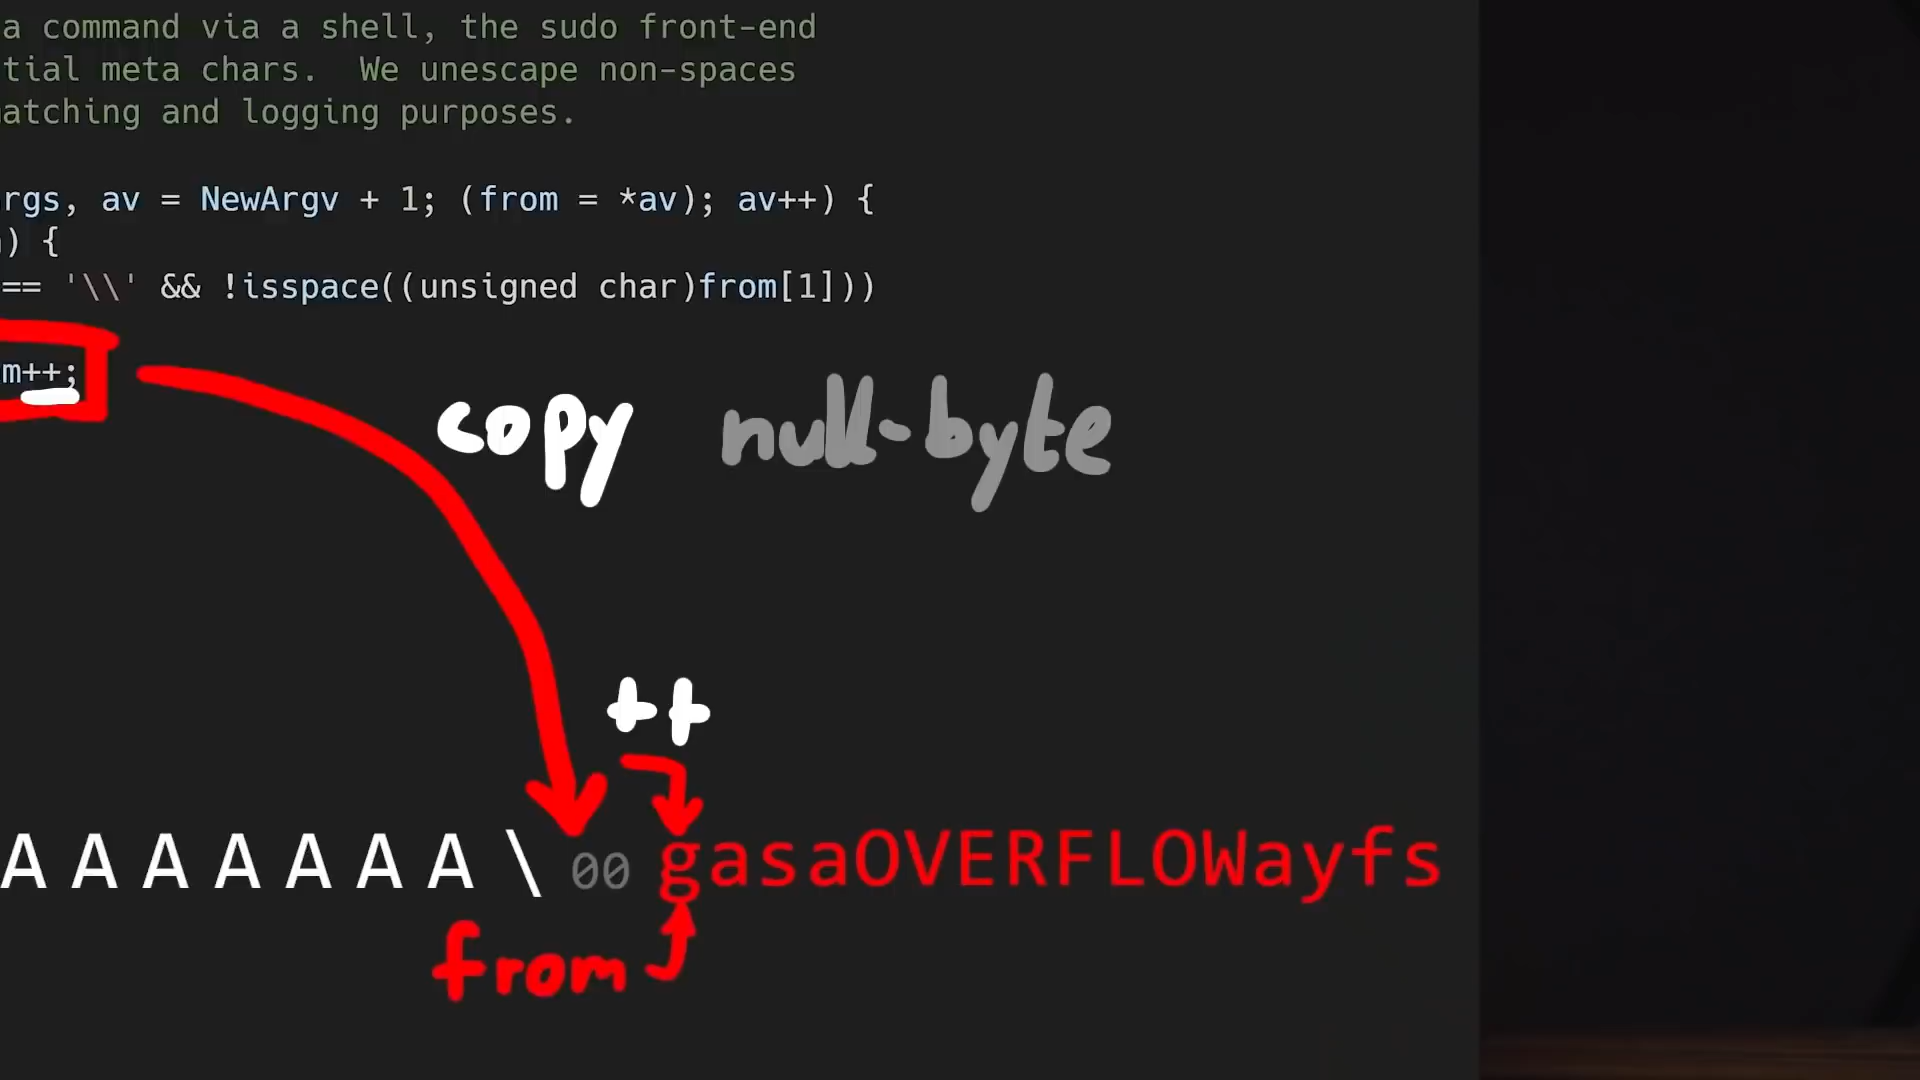 a command via a shell, the sudo front-end
tial meta chars.  We unescape non-spaces
atching and logging purposes.
rgs, av = NewArgv + 1; (from = *av); av++) {
) {
== '\\' && !isspace((unsigned char)from[1]))
m++;
copy null-byte
++
A A A A A A A \ 00 gasaOVERFLOWayfs
from